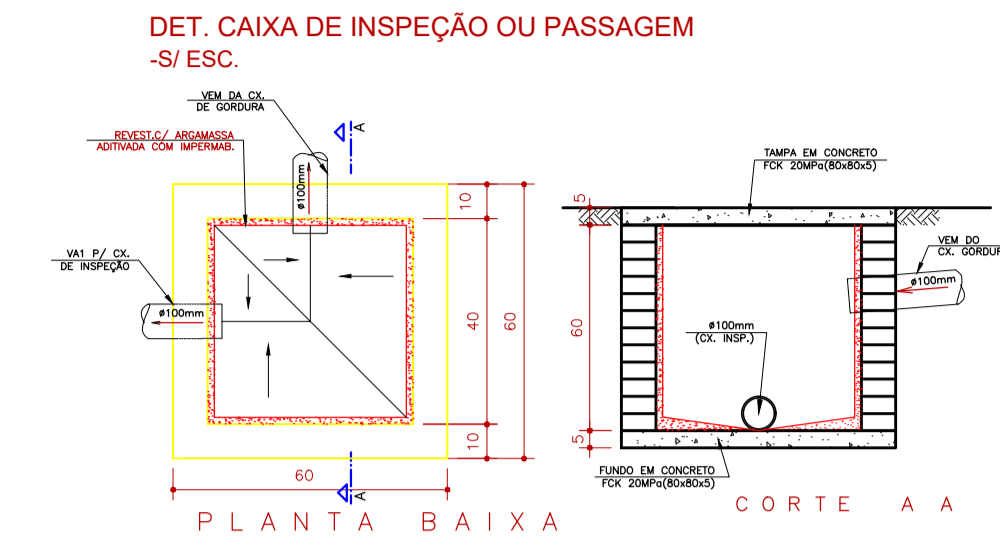 DET. CAIXA DE INSPEÇÃO OU PASSAGEM
-S/ ESC.
VEM DA CX.
DE GORDURA
REVEST.C/ ARGAMASSA
ADITIVADA COM IMPERMAB.
A
ø100mm
VA1 P/ CX.
DE INSPEÇÃO
ø100mm
10
40
60
10
60
A
PLANTA BAIXA
TAMPA EM CONCRETO
FCK 20MPa(80x80x5)
5
VEM DO
CX. GORDUR
ø100mm
60
ø100mm
(CX. INSP.)
5
FUNDO EM CONCRETO
FCK 20MPa(80x80x5)
CORTE A A